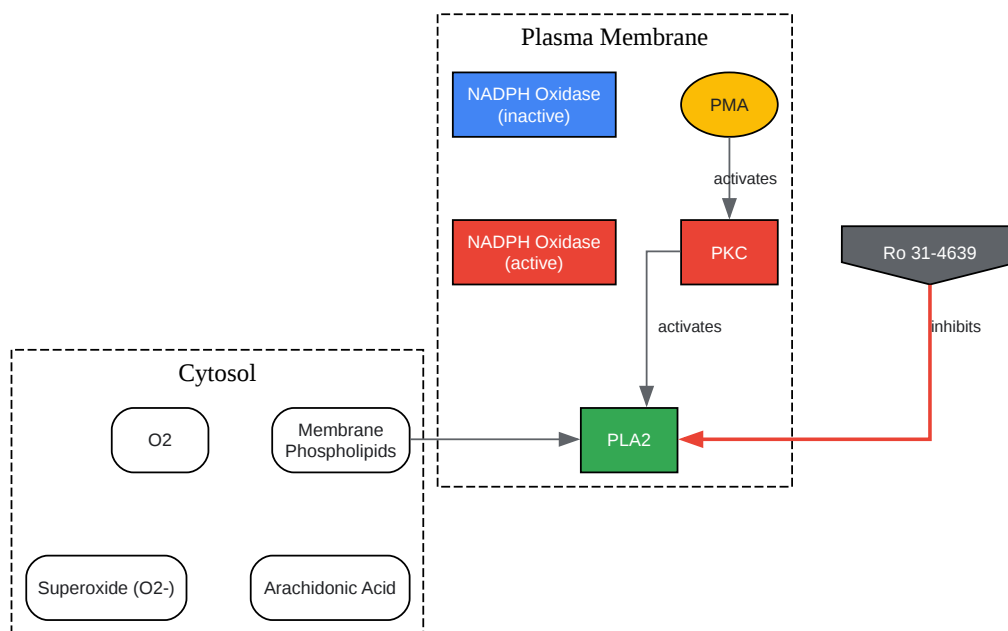 Plasma Membrane
NADPH Oxidase
(inactive)
PMA
activates
NADPH Oxidase
(active)
PKC
Ro 31-4639
activates
inhibits
Cytosol
O2
Membrane
Phospholipids
PLA2
Superoxide (O2-)
Arachidonic Acid